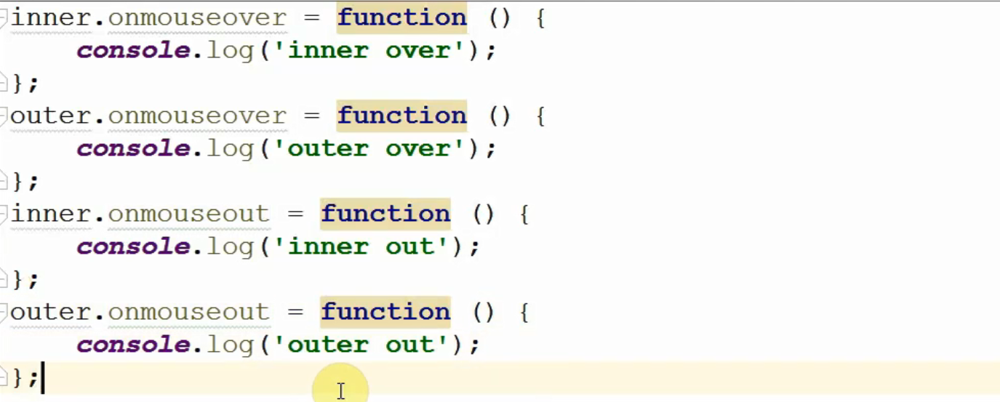 inner.onmouseover = function () {
    console.log('inner over');
};
outer.onmouseover = function () {
    console.log('outer over');
};
inner.onmouseout = function () {
    console.log('inner out');
};
outer.onmouseout = function () {
    console.log('outer out');
};